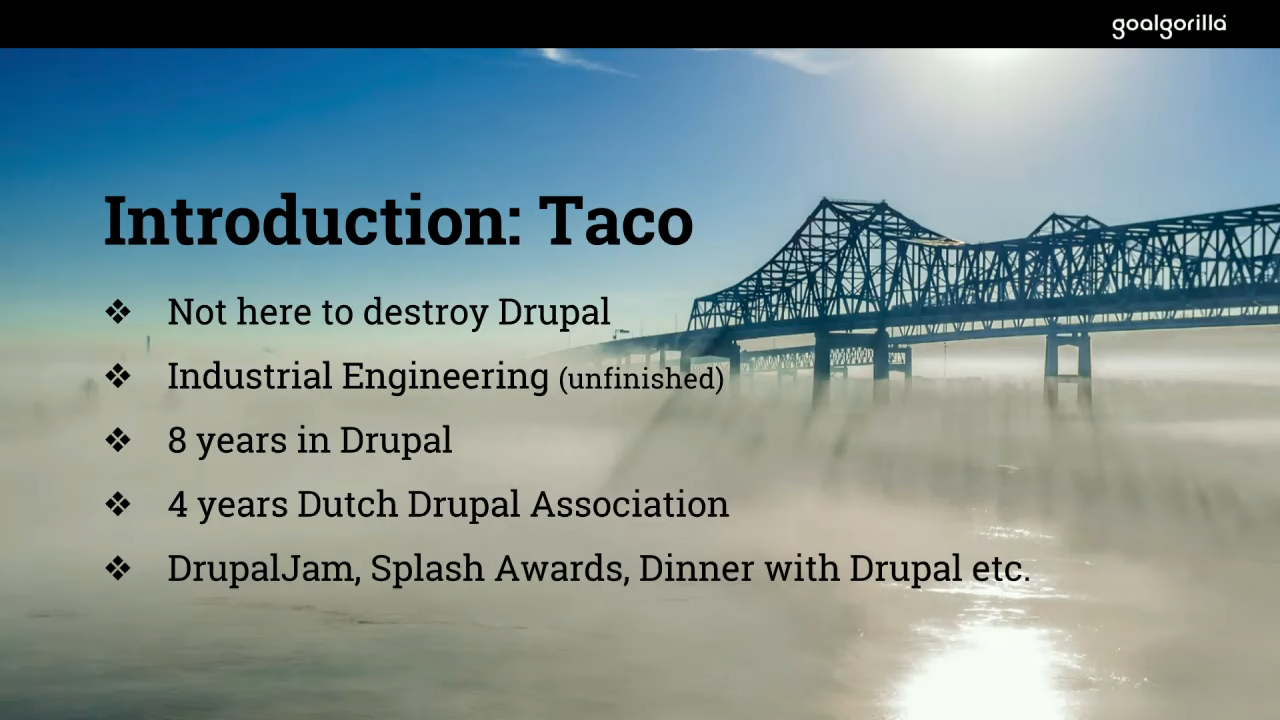 goalgorilla
Introduction: Taco
❖ Not here to destroy Drupal
❖ Industrial Engineering (unfinished)
❖ 8 years in Drupal
❖ 4 years Dutch Drupal Association
❖ DrupalJam, Splash Awards, Dinner with Drupal etc.